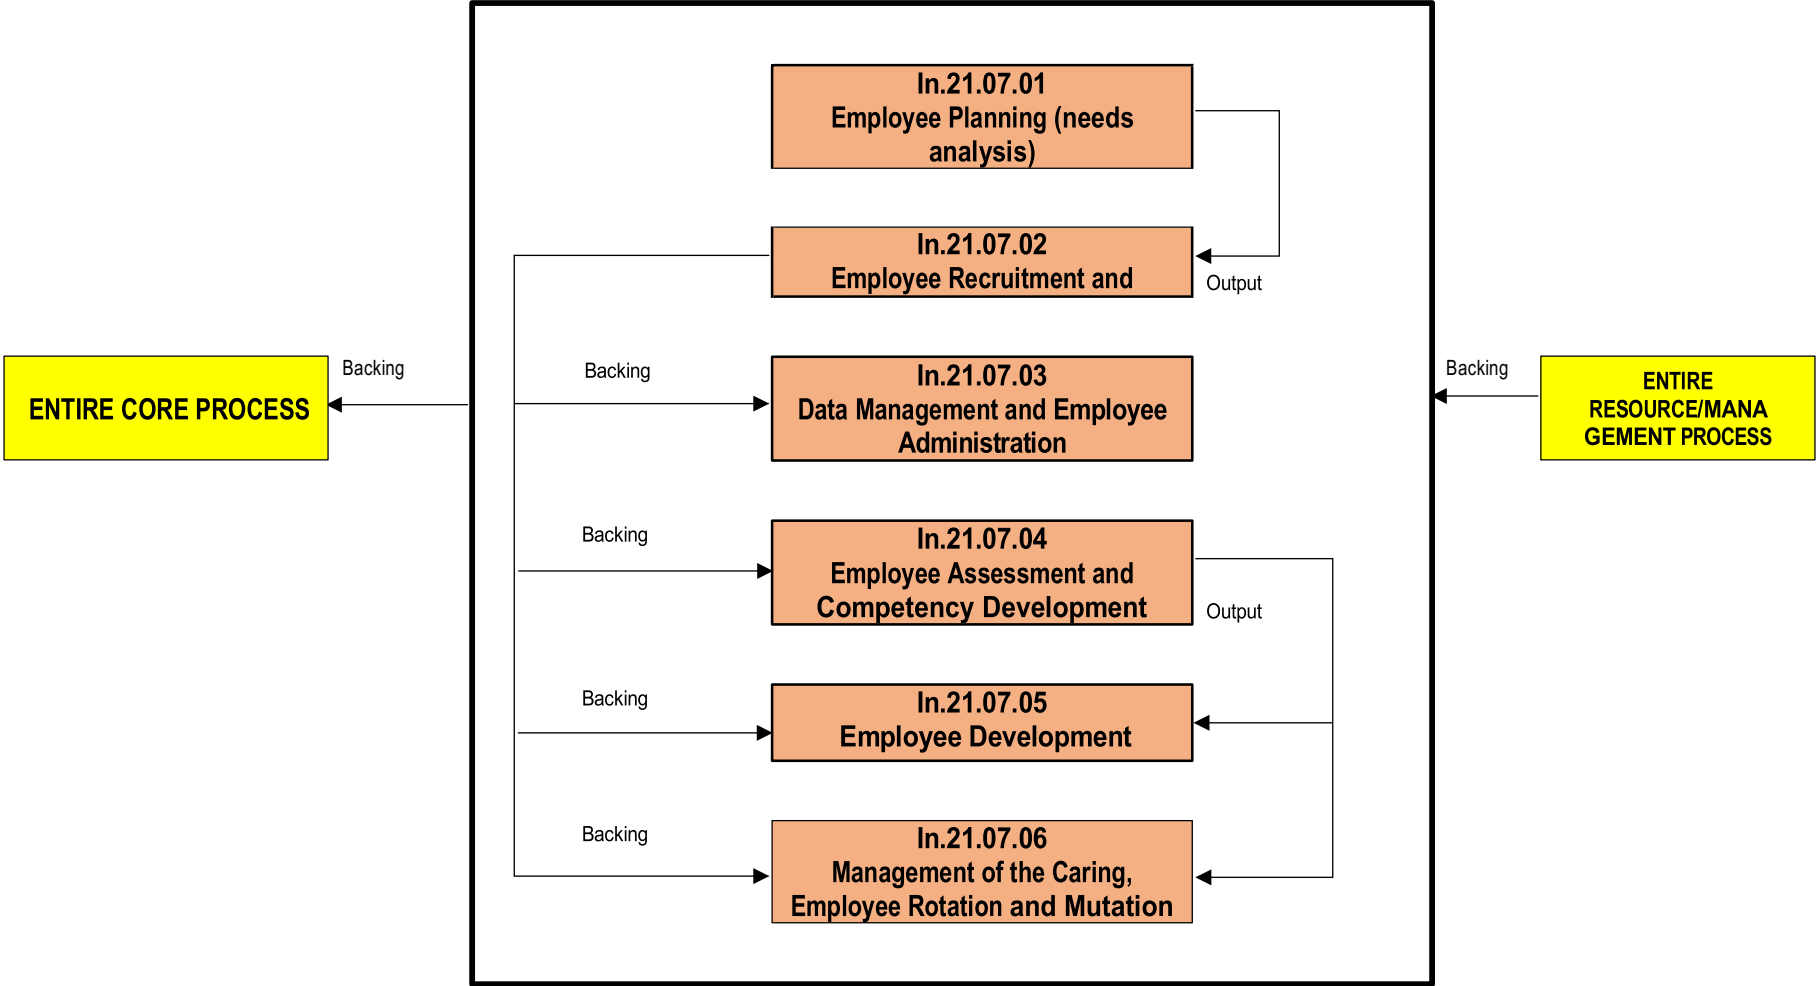 In.21.07.01
Employee Planning (needs
analysis)
In.21.07.02
Employee Recruitment and
Output
Backing
ENTIRE CORE PROCESS
Backing
In.21.07.03
Data Management and Employee
Administration
Backing
ENTIRE
RESOURCE/MANA
GEMENT PROCESS
Backing
In.21.07.04
Employee Assessment and
Competency Development
Output
Backing
In.21.07.05
Employee Development
Backing
In.21.07.06
Management of the Caring,
Employee Rotation and Mutation